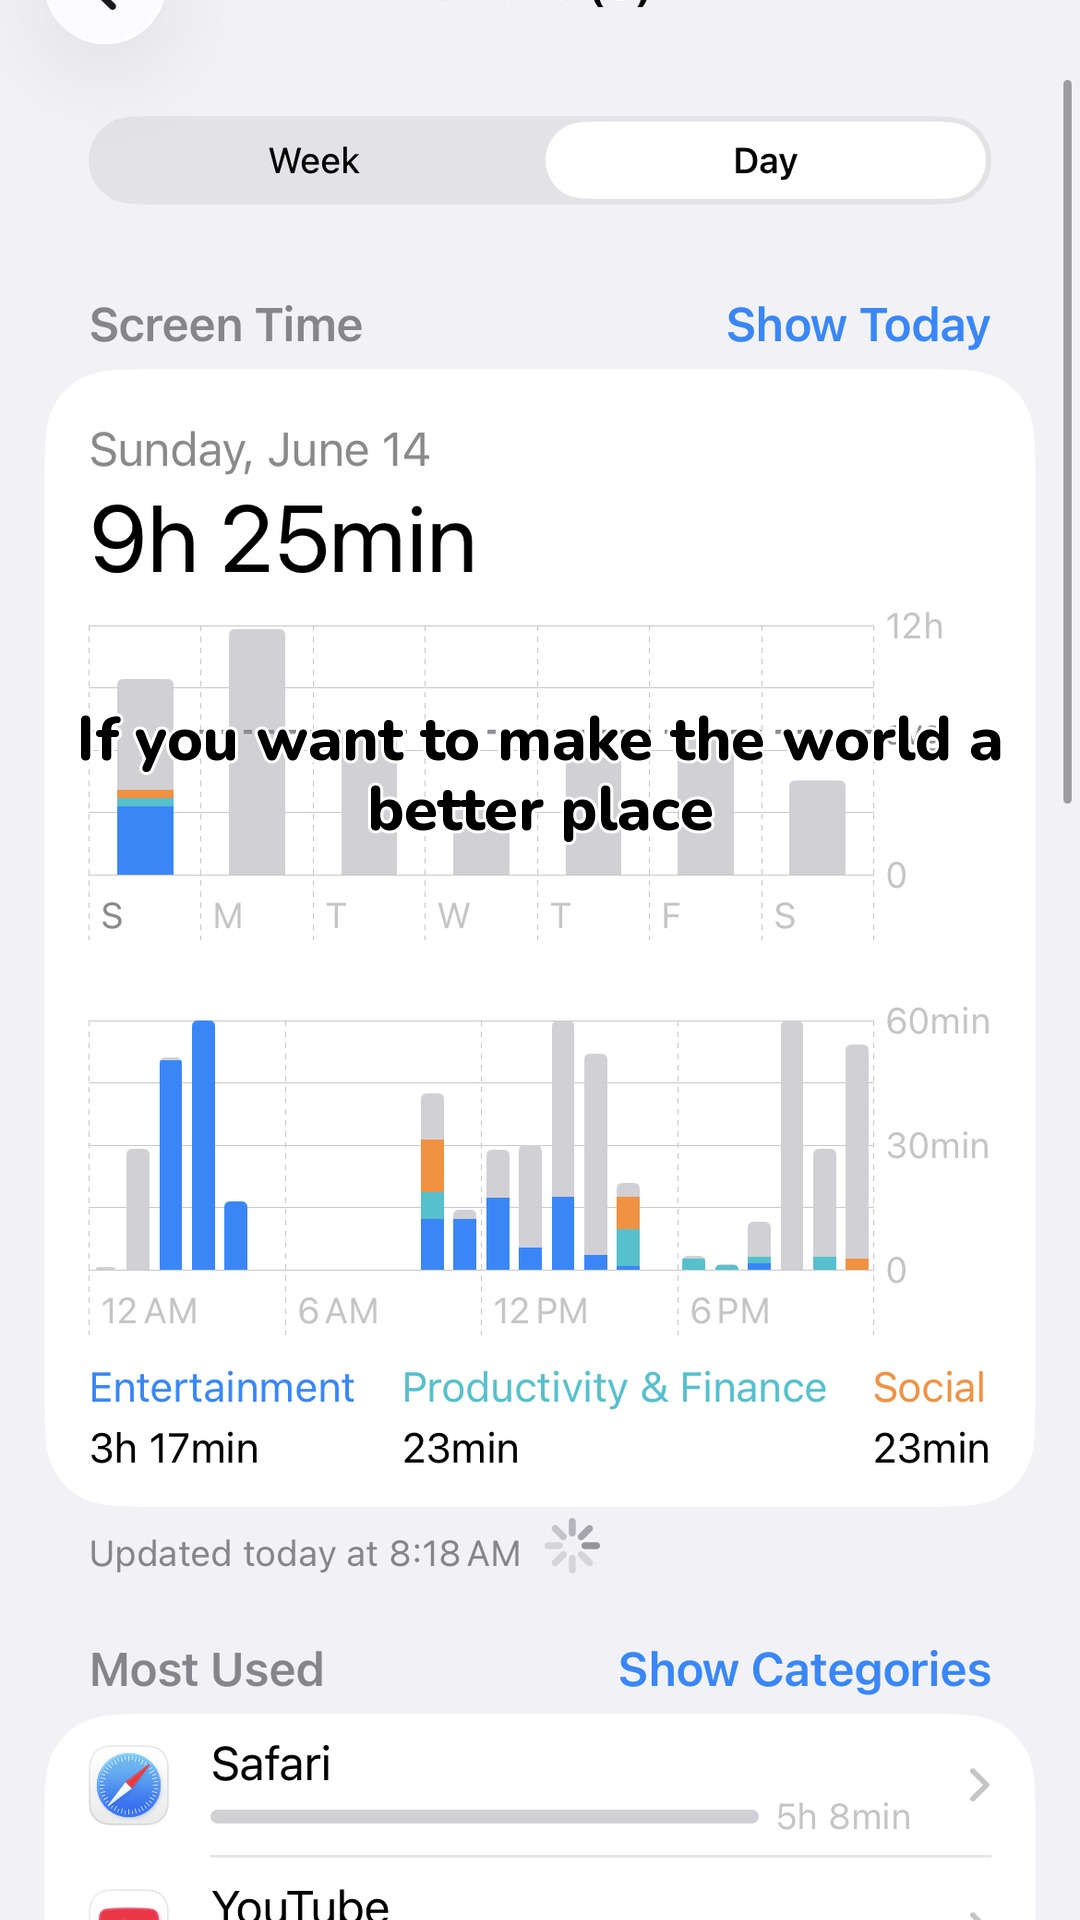 Week Day
Screen Time Show Today
Sunday, June 14
9h 25min
12h
If you want to make the world a
better place
0
S M T W T F S
60min
30min
0
12 AM 6 AM 12 PM 6 PM
Entertainment Productivity & Finance Social
3h 17min 23min 23min
Updated today at 8:18 AM
Most Used Show Categories
Safari
5h 8min
YouTube